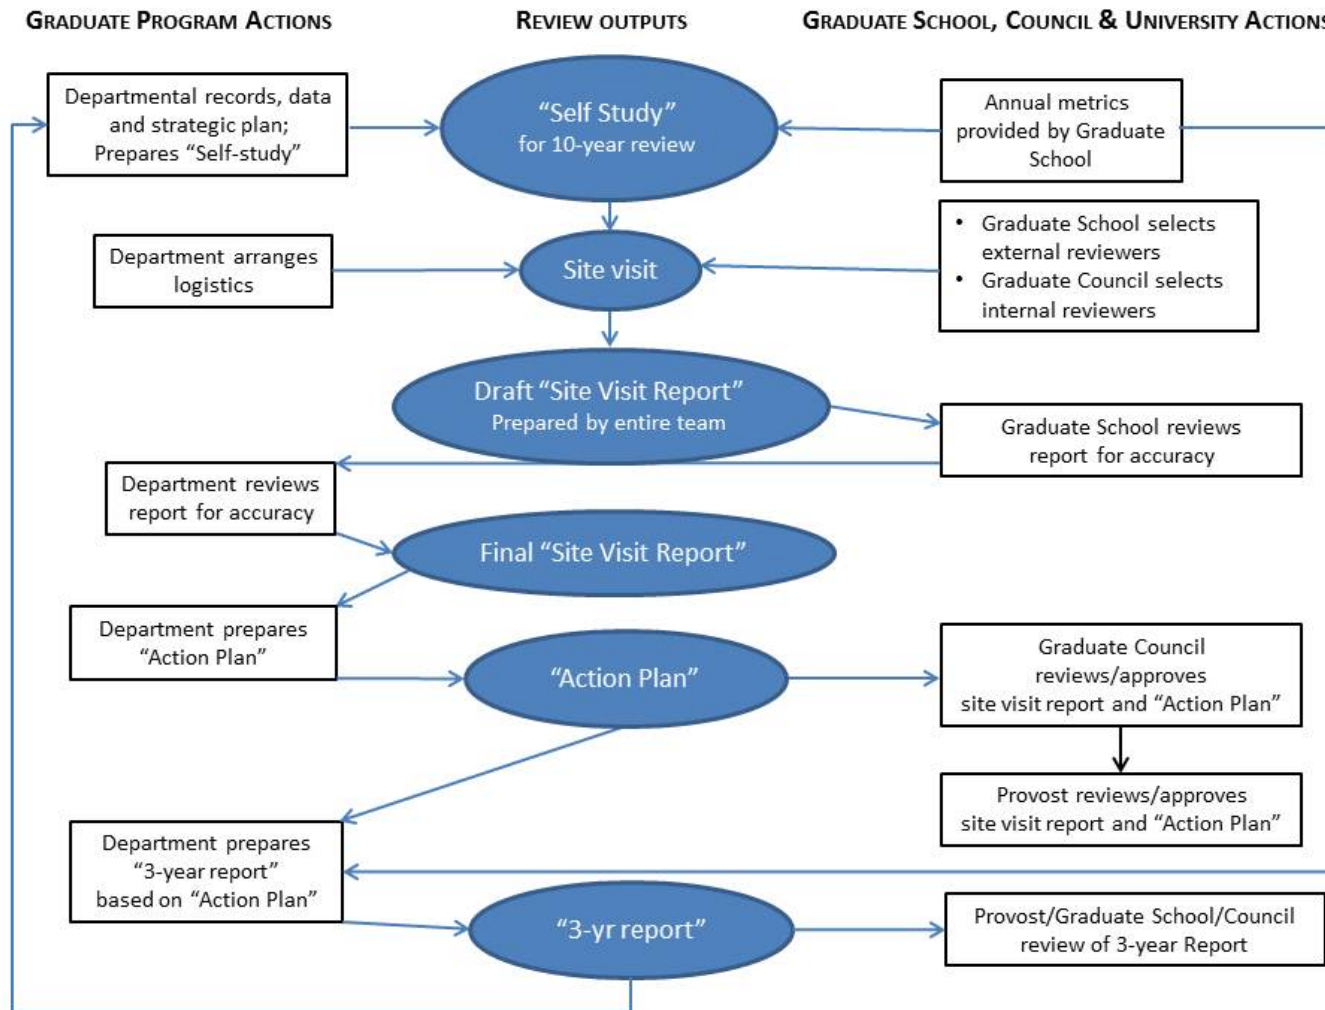 GRADUATE PROGRAM ACTIONS
REVIEW OUTPUTS
GRADUATE SCHOOL, COUNCIL & UNIVERSITY ACTIONS
Departmental records, data
and strategic plan;
Prepares “Self-study”
“Self Study”
for 10-year review
Annual metrics
provided by Graduate
School
Department arranges
logistics
Site visit
• Graduate School selects
external reviewers
• Graduate Council selects
internal reviewers
Draft “Site Visit Report”
Prepared by entire team
Graduate School reviews
report for accuracy
Department reviews
report for accuracy
Final “Site Visit Report”
Department prepares
“Action Plan”
“Action Plan”
Graduate Council
reviews/approves
site visit report and “Action Plan”
Provost reviews/approves
site visit report and “Action Plan”
Department prepares
“3-year report”
based on “Action Plan”
“3-yr report”
Provost/Graduate School/Council
review of 3-year Report